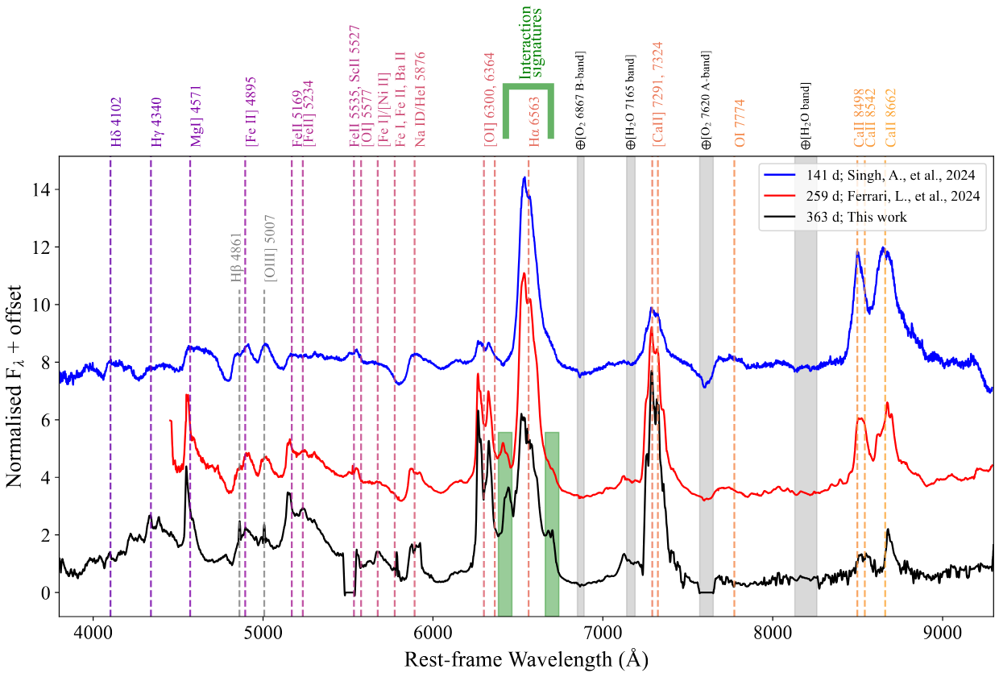 Hδ 4102
Hγ 4340
MgI] 4571
[Fe II] 4895
FeII 5169
[FeII] 5234
FeII 5535, ScII 5527
[OI] 5577
[Fe I]/[Ni II]
Fe I, Fe II, Ba II
Na ID/HeI 5876
[OI] 6300, 6364
Interaction
signatures
Hα 6563
⊕[O₂ 6867 B-band]
⊕[H₂O 7165 band]
[CaII] 7291, 7324
⊕[O₂ 7620 A-band]
OI 7774
⊕[H₂O band]
CaII 8498
CaII 8542
CaII 8662
Hβ 4861
[OIII] 5007
141 d; Singh, A., et al., 2024
259 d; Ferrari, L., et al., 2024
363 d; This work
Normalised F_λ + offset
14
12
10
8
6
4
2
0
4000
5000
6000
7000
8000
9000
Rest-frame Wavelength (Å)